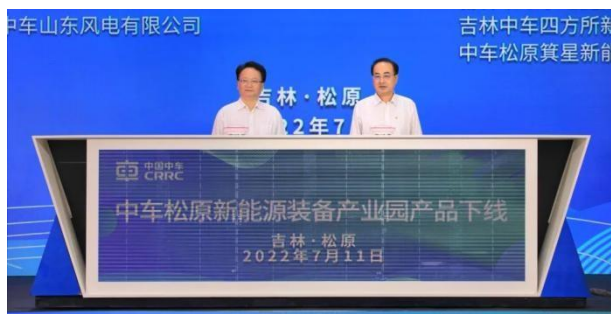 中车山东风电有限公司
吉林中车四方所新
中车松原箕星新能
吉林·松原
22年7
中国中车
CRRC
中车松原新能源装备产业园产品下线
吉林·松原
2022年7月11日